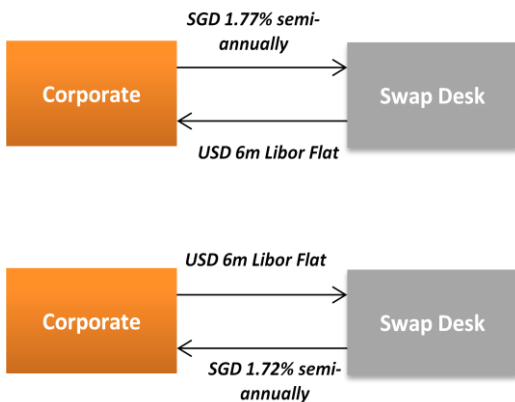 SGD 1.77% semi-
annually
Corporate
Swap Desk
USD 6m Libor Flat
USD 6m Libor Flat
Corporate
Swap Desk
SGD 1.72% semi-
annually